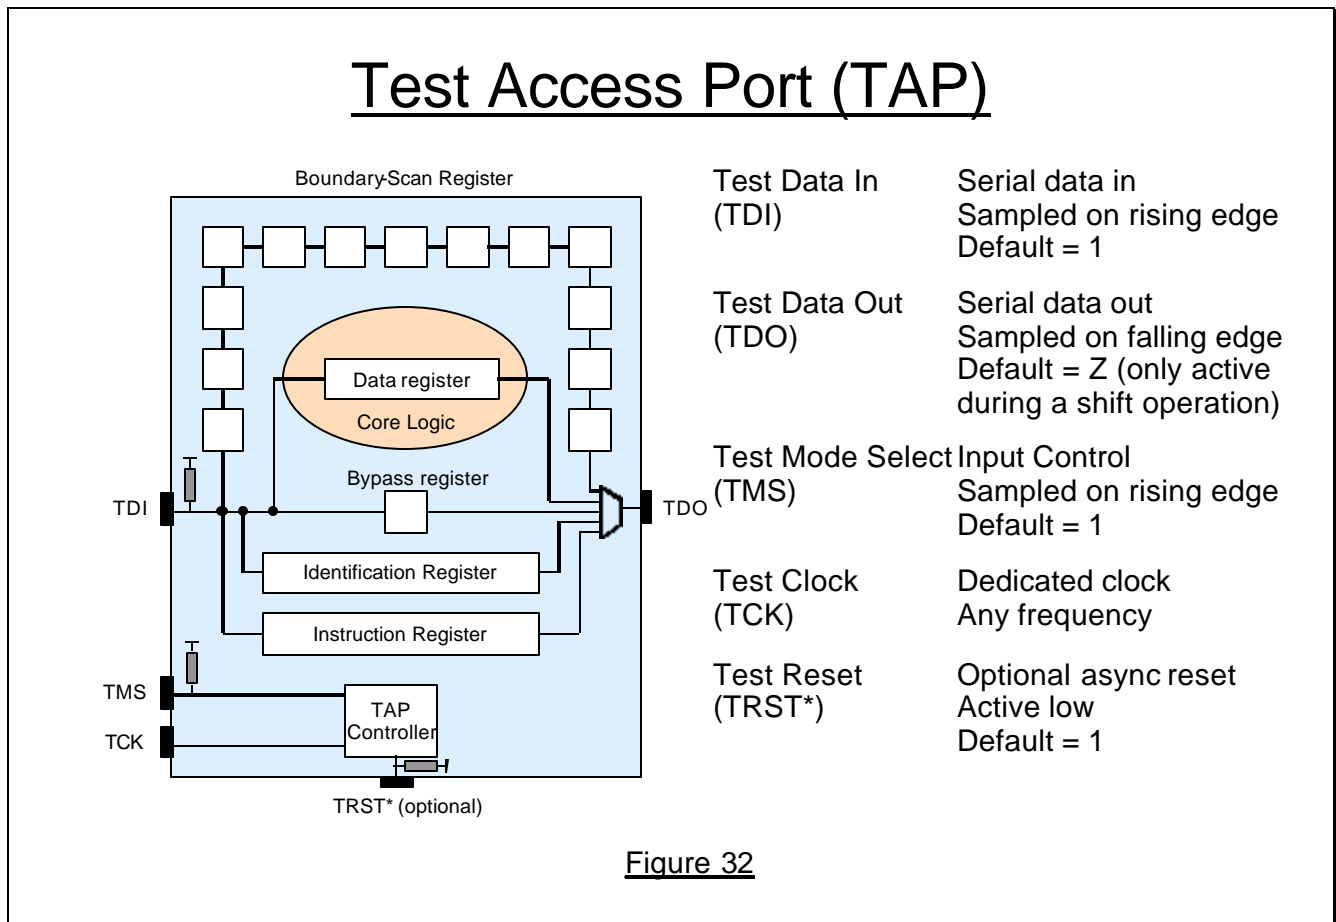 Test Access Port (TAP)
Boundary-Scan Register
Data register
Core Logic
Bypass register
TDI
TDO
Identification Register
Instruction Register
TMS
TAP
Controller
TCK
TRST* (optional)
Test Data In
(TDI)
Serial data in
Sampled on rising edge
Default = 1
Test Data Out
(TDO)
Serial data out
Sampled on falling edge
Default = Z (only active
during a shift operation)
Test Mode Select
(TMS)
Input Control
Sampled on rising edge
Default = 1
Test Clock
(TCK)
Dedicated clock
Any frequency
Test Reset
(TRST*)
Optional async reset
Active low
Default = 1
Figure 32